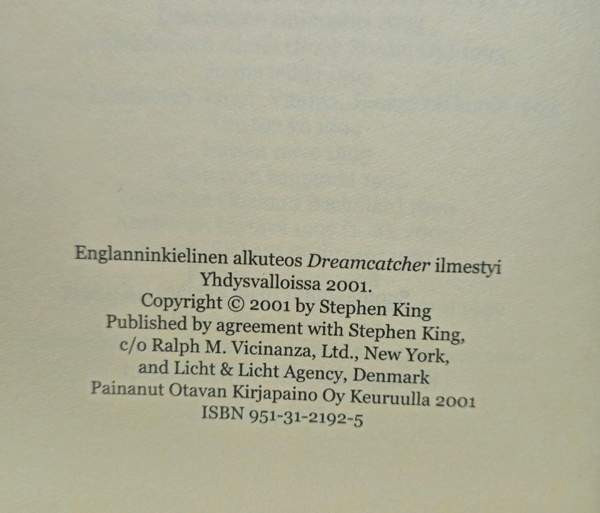 Englanninkielinen alkuteos Dreamcatcher ilmestyi
Yhdysvalloissa 2001.
Copyright © 2001 by Stephen King
Published by agreement with Stephen King,
c/o Ralph M. Vicinanza, Ltd., New York,
and Licht & Licht Agency, Denmark
Painanut Otavan Kirjapaino Oy Keuruulla 2001
ISBN 951-31-2192-5